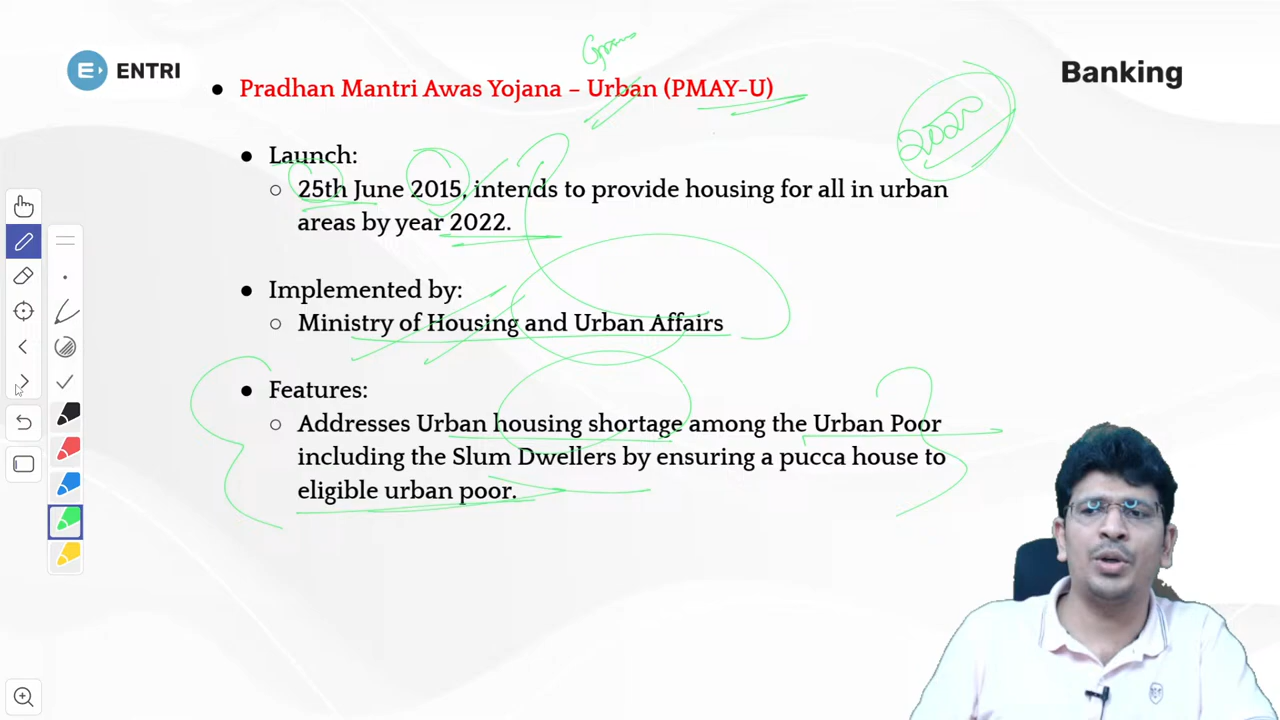 ENTRI
Banking
● Pradhan Mantri Awas Yojana – Urban (PMAY-U)
● Launch:
○ 25th June 2015, intends to provide housing for all in urban
areas by year 2022.
● Implemented by:
○ Ministry of Housing and Urban Affairs
● Features:
○ Addresses Urban housing shortage among the Urban Poor
including the Slum Dwellers by ensuring a pucca house to
eligible urban poor.